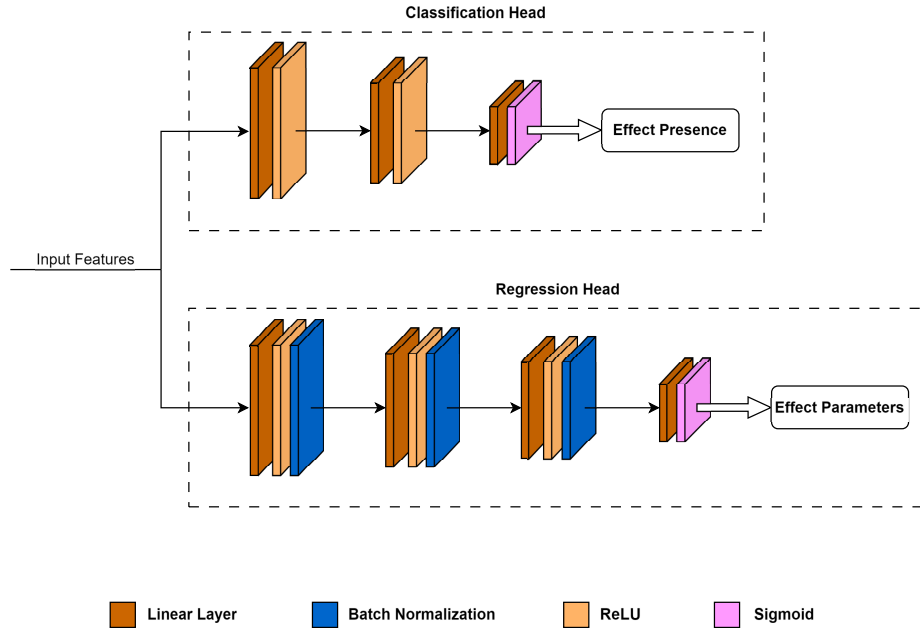 Classification Head
Effect Presence
Input Features
Regression Head
Effect Parameters
Linear Layer
Batch Normalization
ReLU
Sigmoid